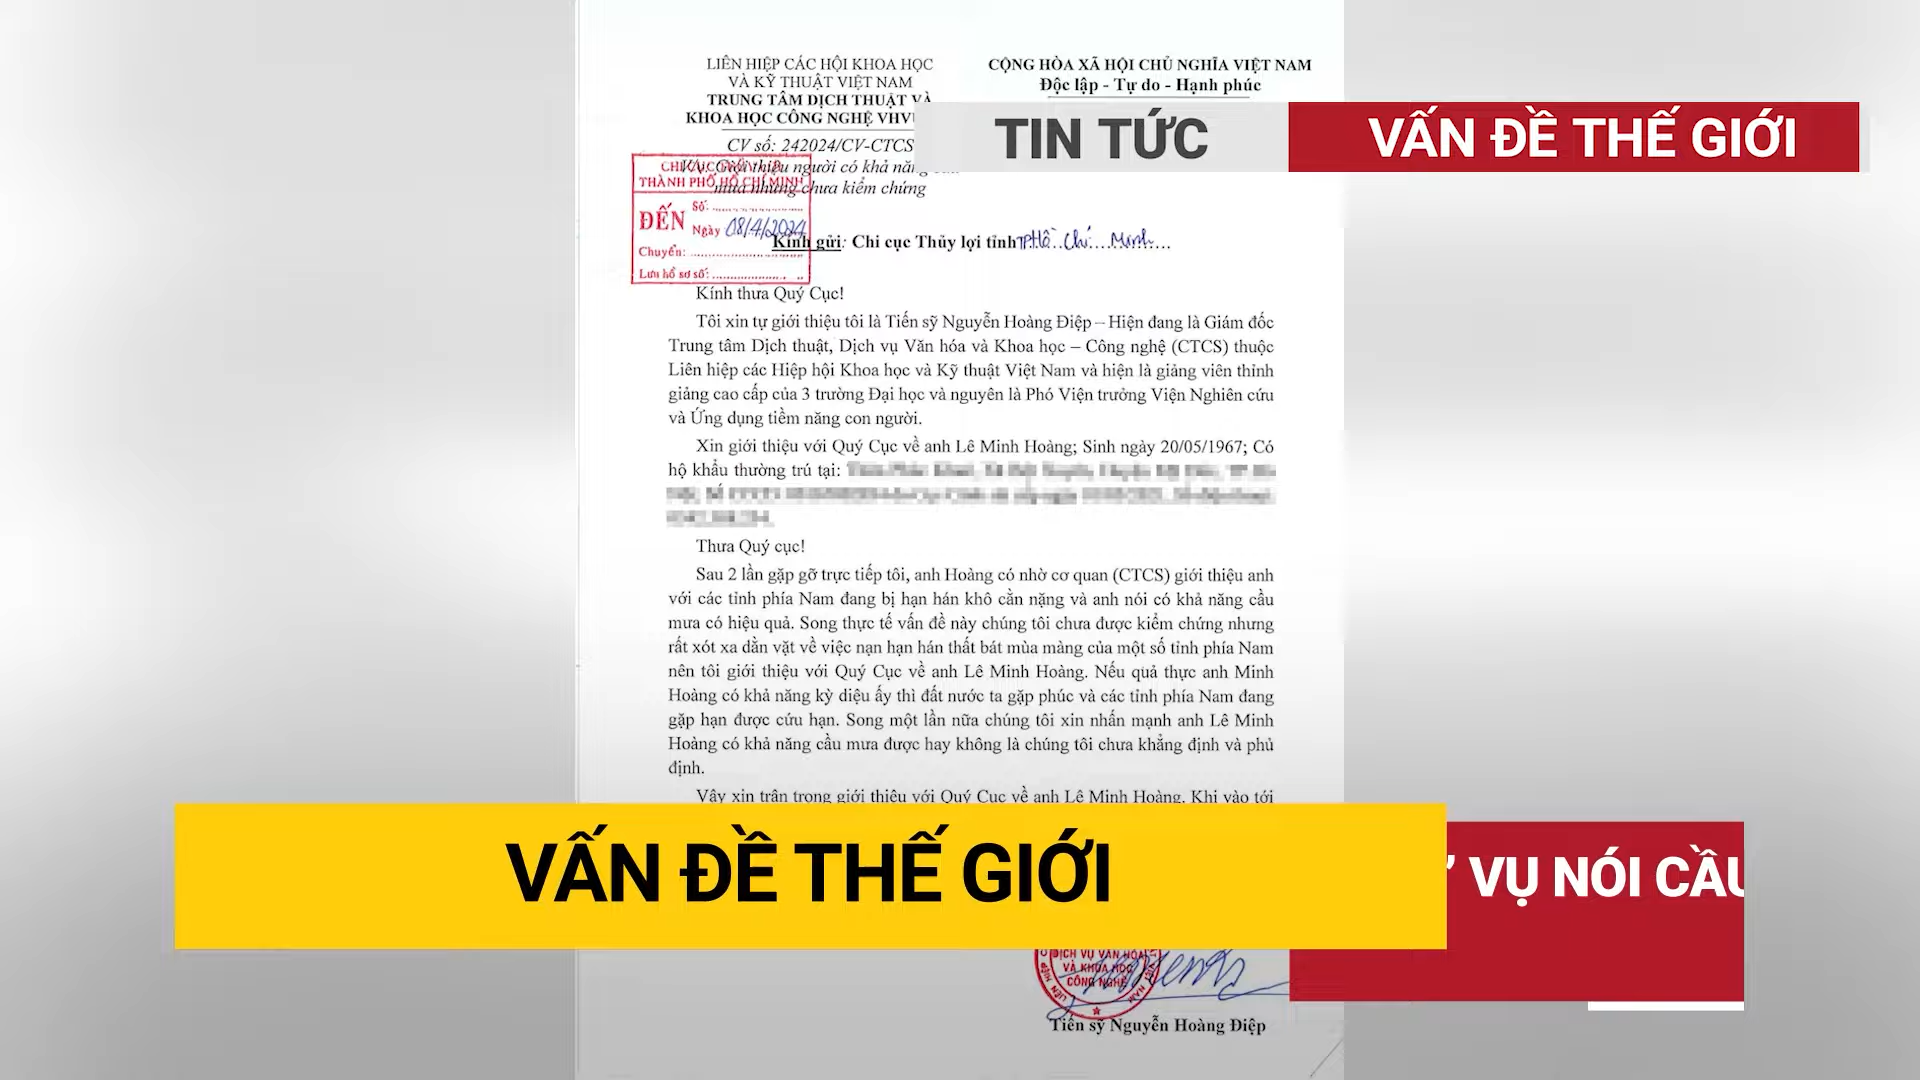 LIÊN HIỆP CÁC HỘI KHOA HỌC
VÀ KỸ THUẬT VIỆT NAM
TRUNG TÂM DỊCH THUẬT VÀ
KHOA HỌC CÔNG NGHỆ
CV số: 242024/CV-CTCS
V/v: Giới thiệu người có khả năng
mưa nhưng chưa kiểm chứng
CỘNG HÒA XÃ HỘI CHỦ NGHĨA VIỆT NAM
Độc lập - Tự do - Hạnh phúc
TIN TỨC
VẤN ĐỀ THẾ GIỚI
THÀNH PHỐ HỒ CHÍ MINH
ĐẾN
Số:
Ngày 08/4/2024
Chuyển:
Lưu hồ sơ số:
Kính gửi: Chi cục Thủy lợi tỉnh TP.Hồ Chí Minh
Kính thưa Quý Cục!
Tôi xin tự giới thiệu tôi là Tiến sỹ Nguyễn Hoàng Điệp – Hiện đang là Giám đốc
Trung tâm Dịch thuật, Dịch vụ Văn hóa và Khoa học – Công nghệ (CTCS) thuộc
Liên hiệp các Hiệp hội Khoa học và Kỹ thuật Việt Nam và hiện là giảng viên thỉnh
giảng cao cấp của 3 trường Đại học và nguyên là Phó Viện trưởng Viện Nghiên cứu
và Ứng dụng tiềm năng con người.
Xin giới thiệu với Quý Cục về anh Lê Minh Hoàng; Sinh ngày 20/05/1967; Có
hộ khẩu thường trú tại:
Thưa Quý cục!
Sau 2 lần gặp gỡ trực tiếp tôi, anh Hoàng có nhờ cơ quan (CTCS) giới thiệu anh
với các tỉnh phía Nam đang bị hạn hán khô cằn nặng và anh nói có khả năng cầu
mưa có hiệu quả. Song thực tế vấn đề này chúng tôi chưa được kiểm chứng nhưng
rất xót xa dằn vặt về việc nạn hạn hán thất bát mùa màng của một số tỉnh phía Nam
nên tôi giới thiệu với Quý Cục về anh Lê Minh Hoàng. Nếu quả thực anh Minh
Hoàng có khả năng kỳ diệu ấy thì đất nước ta gặp phúc và các tỉnh phía Nam đang
gặp hạn được cứu hạn. Song một lần nữa chúng tôi xin nhấn mạnh anh Lê Minh
Hoàng có khả năng cầu mưa được hay không là chúng tôi chưa khẳng định và phủ
định.
Vậy xin trân trọng giới thiệu với Quý Cục về anh Lê Minh Hoàng. Khi vào tới
VẤN ĐỀ THẾ GIỚI
VỤ NÓI CẦU
DỊCH VỤ VĂN HÓA
VÀ KHOA HỌC
CÔNG NGHỆ
Tiến sỹ Nguyễn Hoàng Điệp